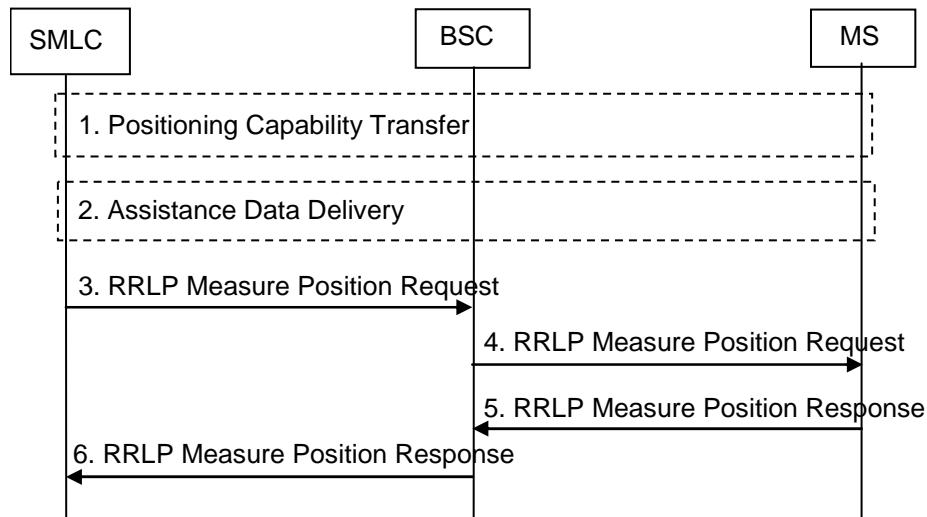 SMLC
BSC
MS
1. Positioning Capability Transfer
2. Assistance Data Delivery
3. RRLP Measure Position Request
4. RRLP Measure Position Request
5. RRLP Measure Position Response
6. RRLP Measure Position Response